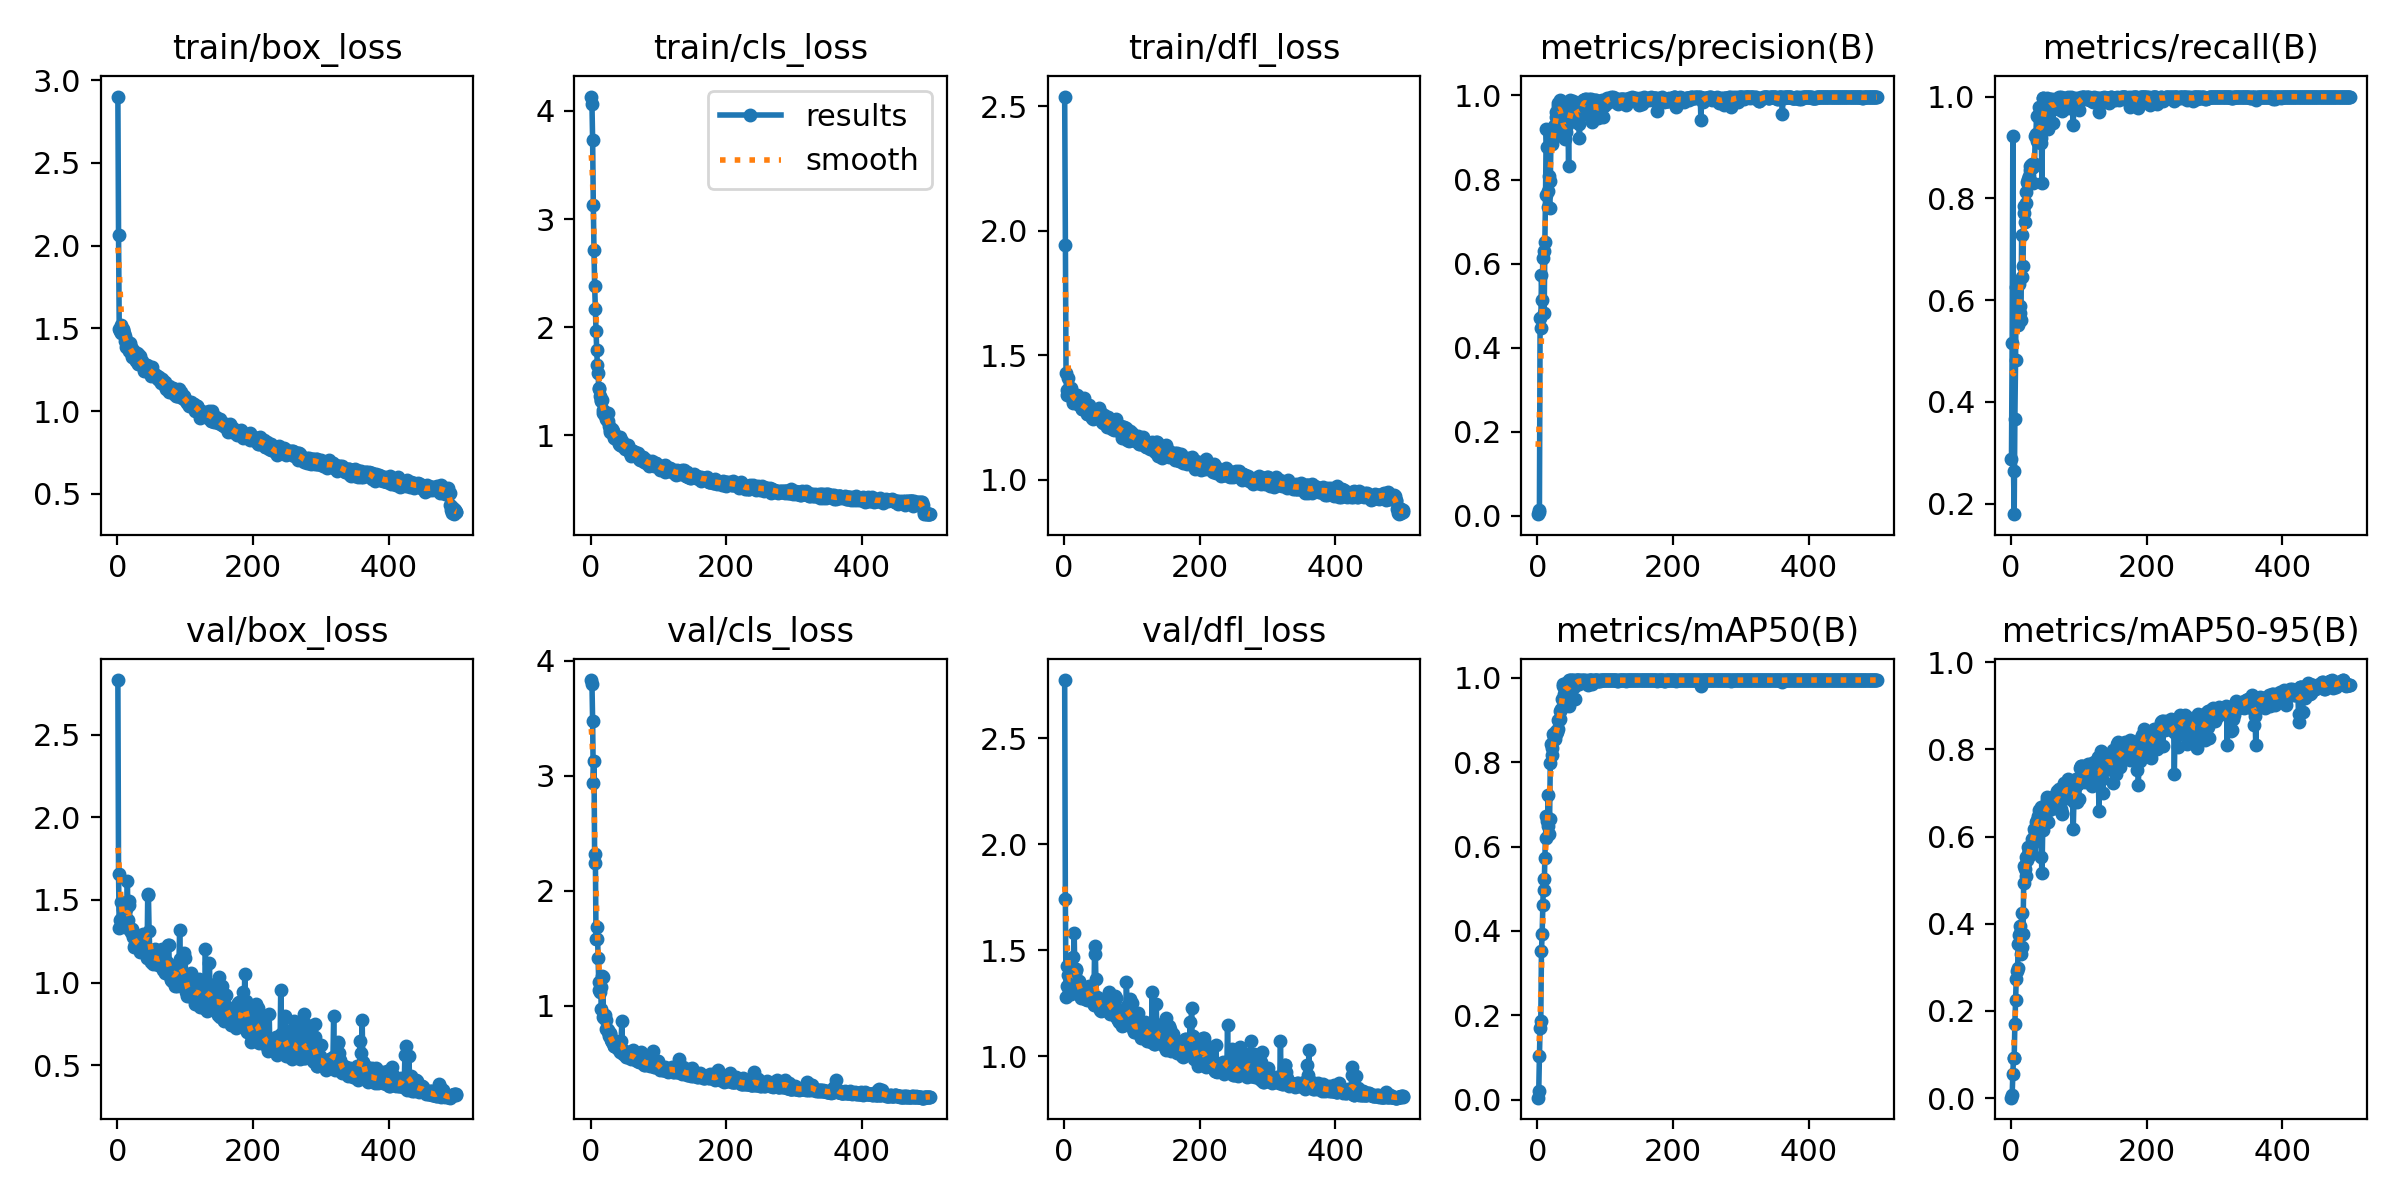 train/box_loss
3.0
2.5
2.0
1.5
1.0
0.5
0 200 400
train/cls_loss
results
smooth
4
3
2
1
0 200 400
train/dfl_loss
2.5
2.0
1.5
1.0
0 200 400
metrics/precision(B)
1.0
0.8
0.6
0.4
0.2
0.0
0 200 400
metrics/recall(B)
1.0
0.8
0.6
0.4
0.2
0 200 400
val/box_loss
2.5
2.0
1.5
1.0
0.5
0 200 400
val/cls_loss
4
3
2
1
0 200 400
val/dfl_loss
2.5
2.0
1.5
1.0
0 200 400
metrics/mAP50(B)
1.0
0.8
0.6
0.4
0.2
0.0
0 200 400
metrics/mAP50-95(B)
1.0
0.8
0.6
0.4
0.2
0.0
0 200 400